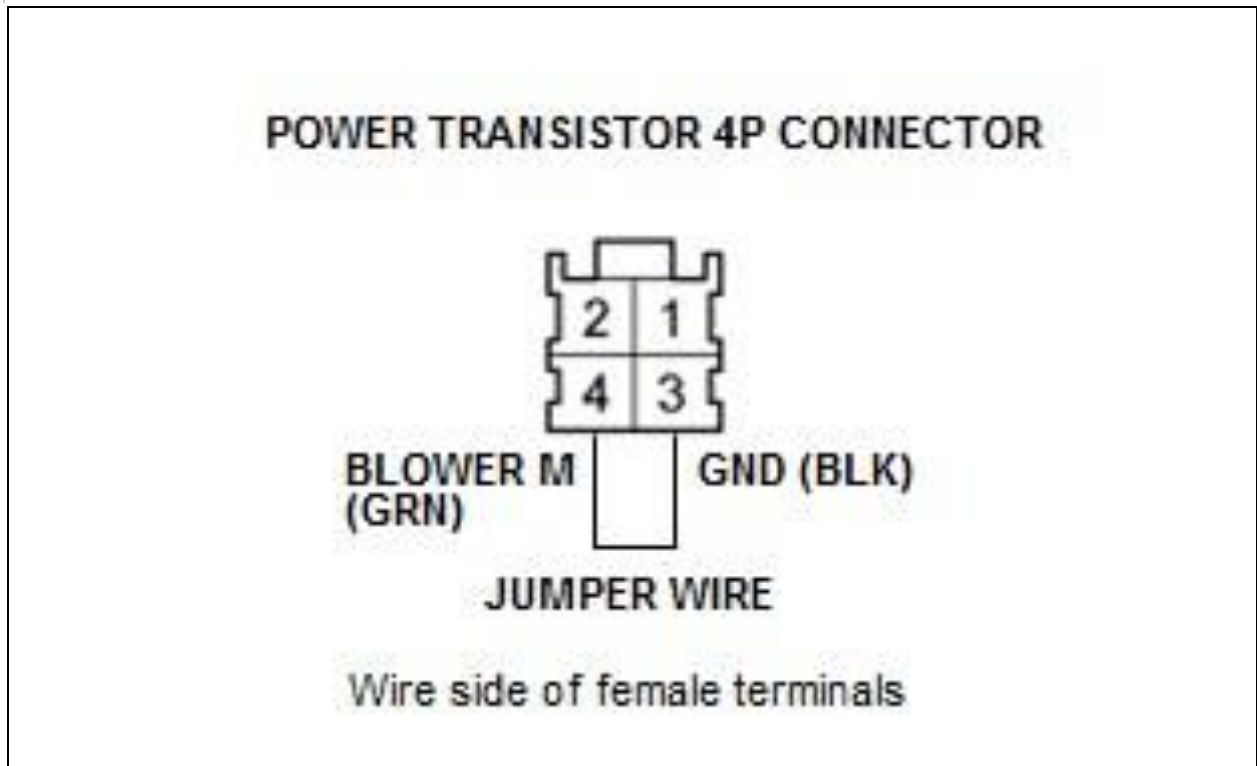 POWER TRANSISTOR 4P CONNECTOR
2 1
4 3
BLOWER M
(GRN)
GND (BLK)
JUMPER WIRE
Wire side of female terminals